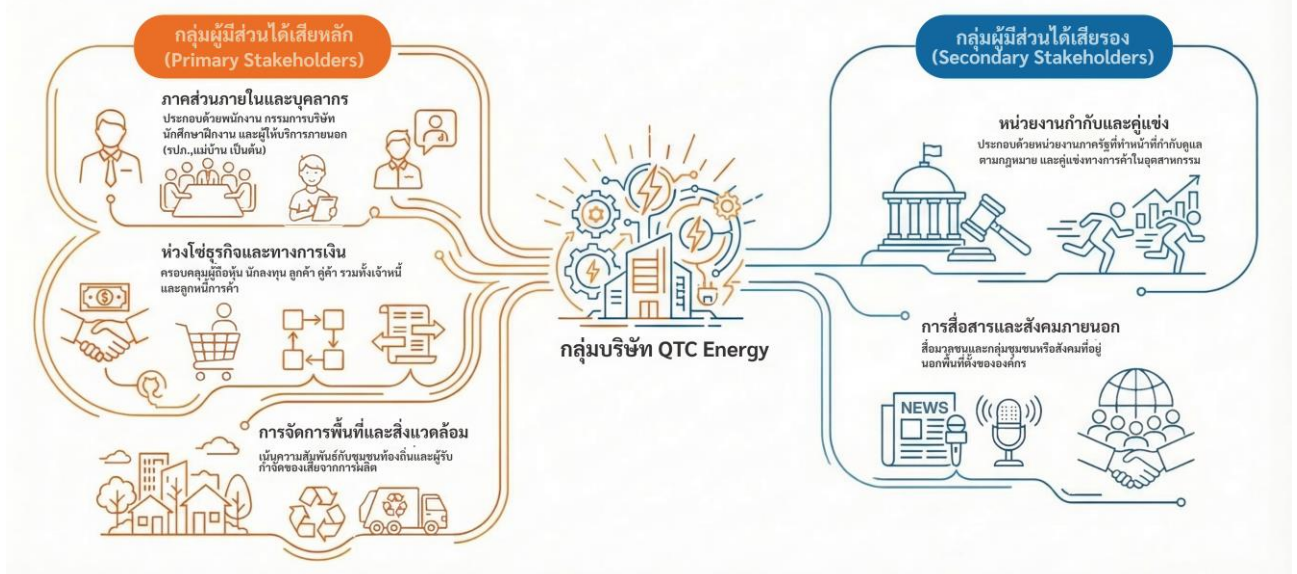 กลุ่มผู้มีส่วนได้เสียหลัก
(Primary Stakeholders)
ภาคส่วนภายในและบุคลากร
ประกอบด้วยพนักงาน กรรมการบริษัท
นักศึกษาฝึกงาน และผู้ให้บริการภายนอก
(รปภ.,แม่บ้าน เป็นต้น)
ห่วงโซ่ธุรกิจและทางการเงิน
ครอบคลุมผู้ถือหุ้น นักลงทุน ลูกค้า คู่ค้า รวมทั้งเจ้าหนี้
และลูกหนี้การค้า
การจัดการพื้นที่และสิ่งแวดล้อม
เน้นความสัมพันธ์กับชุมชนท้องถิ่นและผู้รับ
กำจัดของเสียจากการผลิต
กลุ่มบริษัท QTC Energy
กลุ่มผู้มีส่วนได้เสียรอง
(Secondary Stakeholders)
หน่วยงานกำกับและคู่แข่ง
ประกอบด้วยหน่วยงานภาครัฐที่ทำหน้าที่กำกับดูแล
ตามกฎหมาย และคู่แข่งทางการค้าในอุตสาหกรรม
การสื่อสารและสังคมภายนอก
สื่อมวลชนและกลุ่มชุมชนหรือสังคมที่อยู่
นอกพื้นที่ตั้งขององค์กร
NEWS